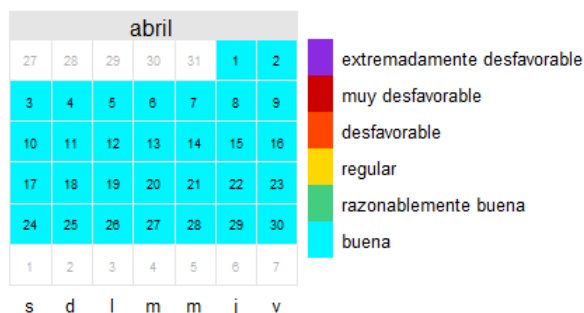 abril
27 28 29 30 31 1 2
3 4 5 6 7 8 9
10 11 12 13 14 15 16
17 18 19 20 21 22 23
24 25 26 27 28 29 30
1 2 3 4 5 6 7
s d l m m j v
extremadamente desfavorable
muy desfavorable
desfavorable
regular
razonablemente buena
buena